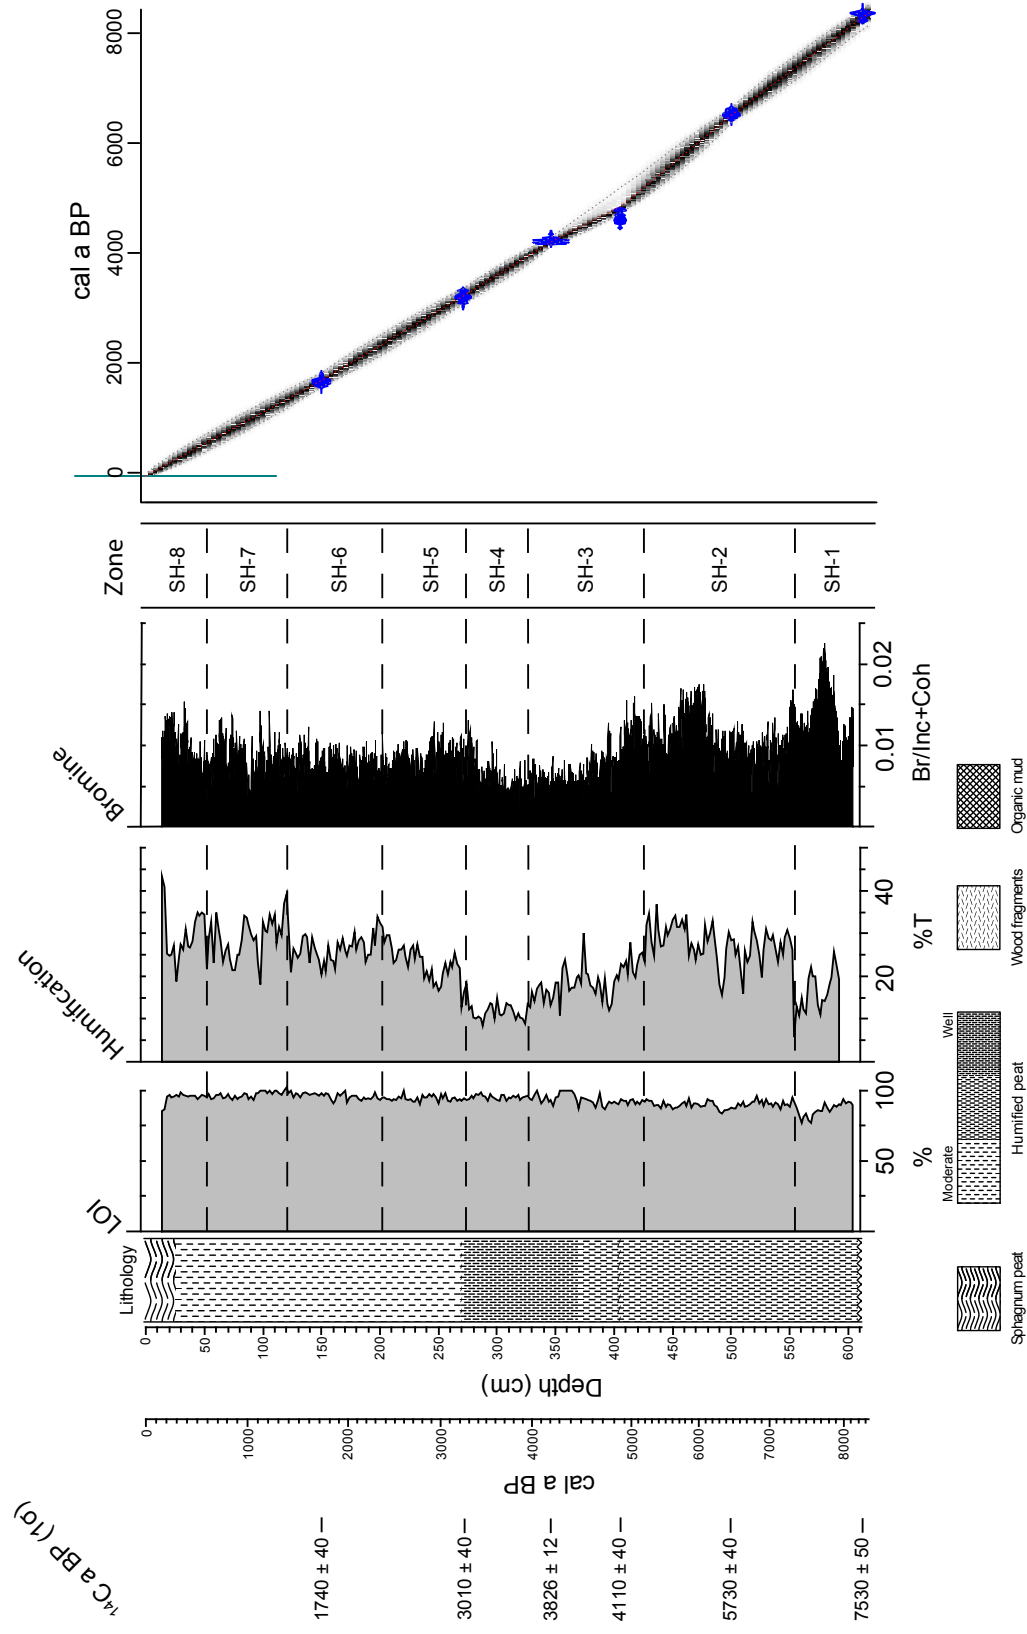 ¹⁴C a BP (1σ)
1740 ± 40
3010 ± 40
3826 ± 12
4110 ± 40
5730 ± 40
7530 ± 50
cal a BP
0
1000
2000
3000
4000
5000
6000
7000
8000
Depth (cm)
0
50
100
150
200
250
300
350
400
450
500
550
600
Lithology
LOI
50
100
%
Humification
20
40
%T
Bromine
0.01
0.02
Br/Inc+Coh
Zone
SH-8
SH-7
SH-6
SH-5
SH-4
SH-3
SH-2
SH-1
cal a BP
0
2000
4000
6000
8000
Sphagnum peat
Moderate
Well
Humified peat
Wood fragments
Organic mud